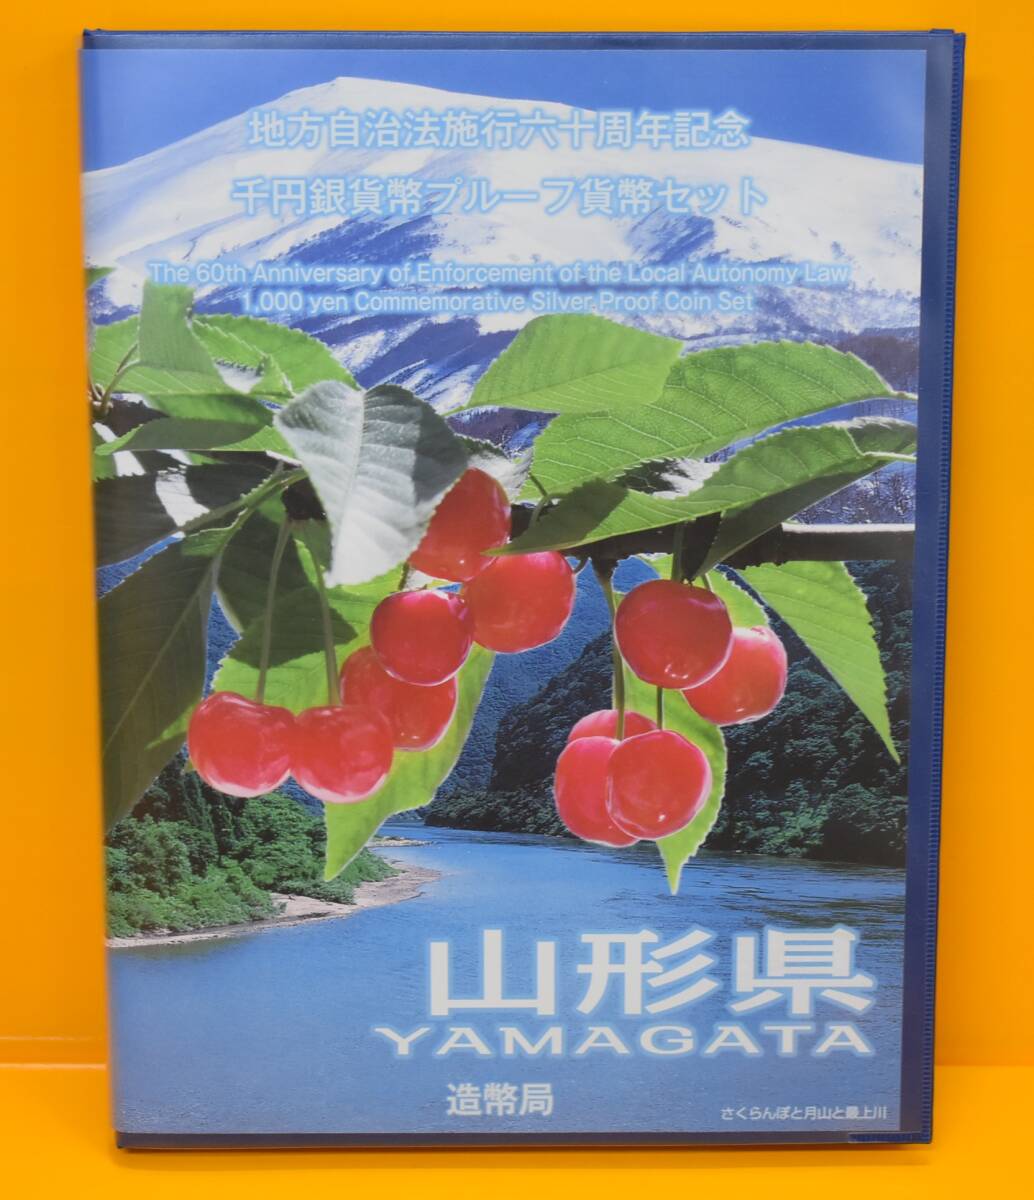 地方自治法施行六十周年記念
千円銀貨幣プルーフ貨幣セット
The 60th Anniversary of Enforcement of the Local Autonomy Law
1,000 yen Commemorative Silver Proof Coin Set
山形県
YAMAGATA
造幣局
さくらんぼと月山と最上川